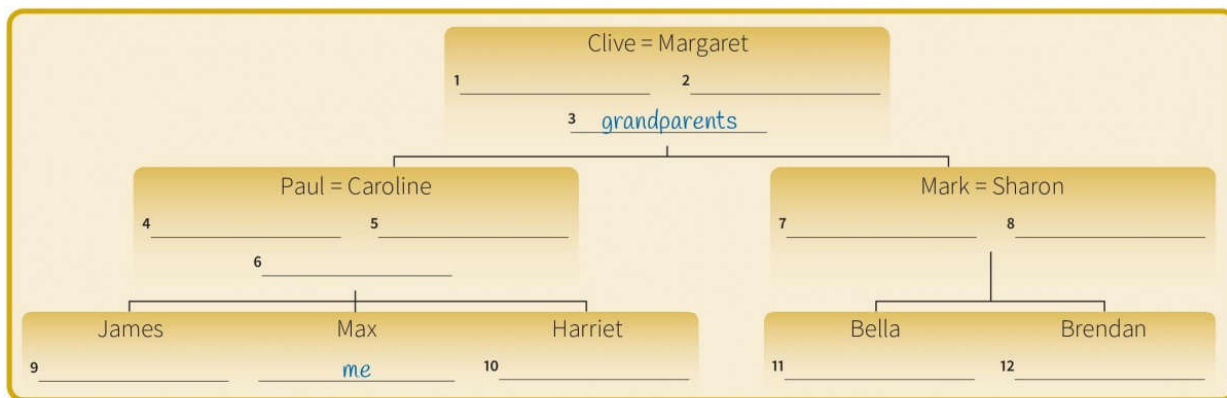 Clive = Margaret
1 2
3 grandparents
Paul = Caroline
4 5
6
Mark = Sharon
7 8
James Max Harriet
9 me 10
Bella Brendan
11 12